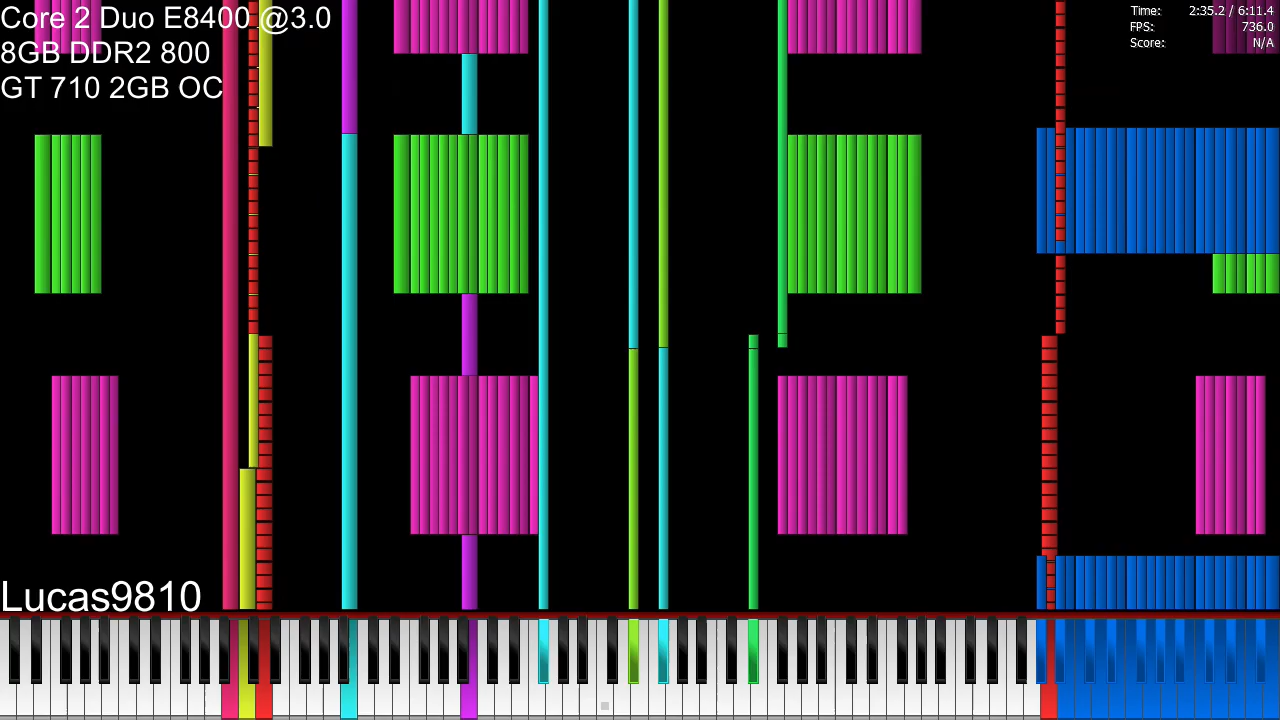 Core 2 Duo E8400 @3.0
8GB DDR2 800
GT 710 2GB OC
Time: 2:35.2 / 6:11.4
FPS: 736.0
Score: N/A
Lucas9810